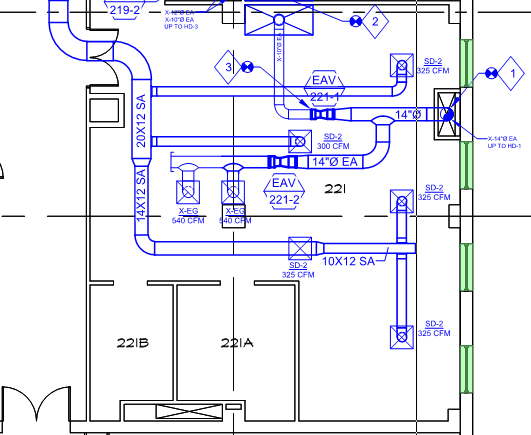 219-2
X-12"Ø EA
X-10"Ø EA
UP TO HD-3
2
X-10"Ø EA
3
SD-2
325 CFM
1
EAV
221-1
14"Ø
20X12 SA
X-14"Ø EA
UP TO HD-1
SD-2
300 CFM
14"Ø EA
EAV
221-2
221
14X12 SA
X-EG
540 CFM
X-EG
540 CFM
SD-2
325 CFM
SD-2
325 CFM
10X12 SA
SD-2
325 CFM
221B
221A